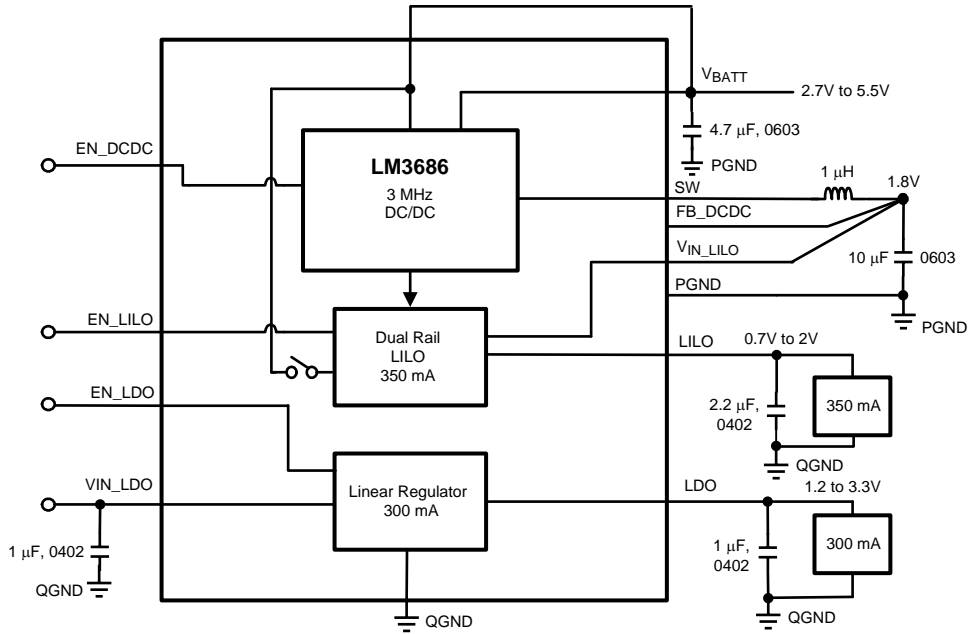 VBATT
2.7V to 5.5V
4.7 μF, 0603
PGND
EN_DCDC
LM3686
3 MHz
DC/DC
SW
1 μH
1.8V
FB_DCDC
VIN_LILO
10 μF
0603
PGND
PGND
EN_LILO
Dual Rail
LILO
350 mA
LILO
0.7V to 2V
EN_LDO
2.2 μF,
0402
350 mA
QGND
VIN_LDO
Linear Regulator
300 mA
LDO
1.2 to 3.3V
1 μF, 0402
QGND
1 μF,
0402
300 mA
QGND
QGND